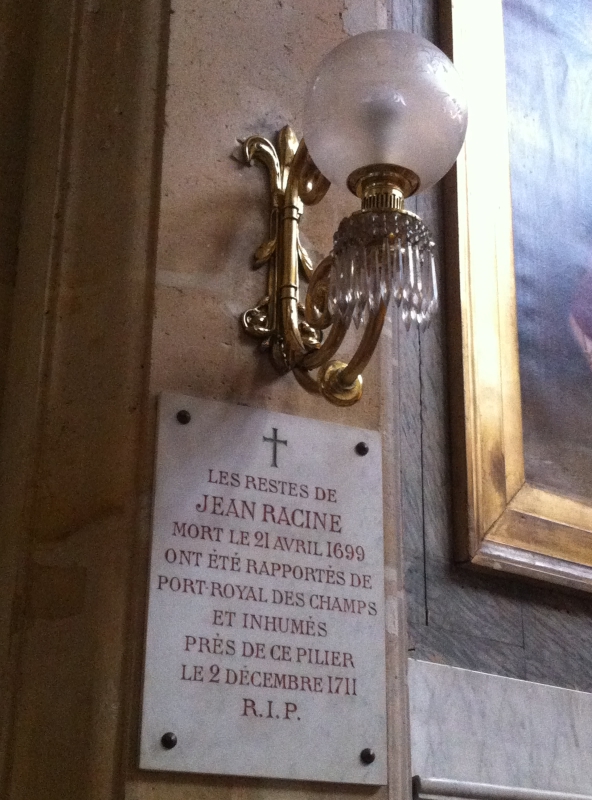 LES RESTES DE
JEAN RACINE
MORT LE 21 AVRIL 1699
ONT ÉTÉ RAPPORTÉS DE
PORT-ROYAL DES CHAMPS
ET INHUMÉS
PRÈS DE CE PILIER
LE 2 DÉCEMBRE 1711
R.I.P.